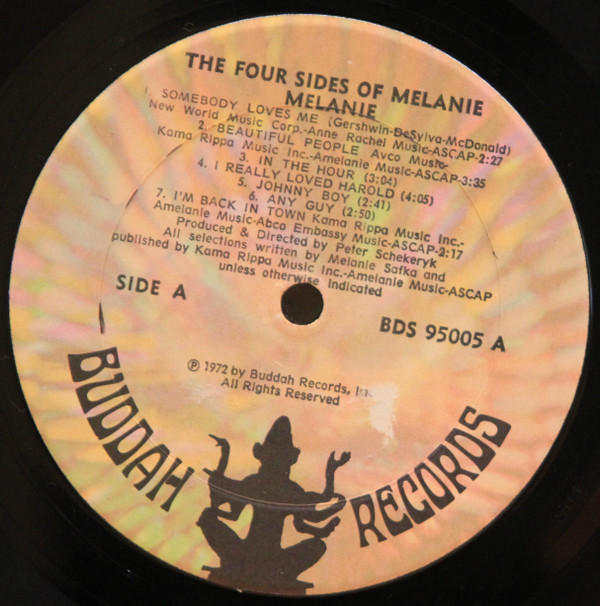 THE FOUR SIDES OF MELANIE
MELANIE
1. SOMEBODY LOVES ME (Gershwin-DeSylva-McDonald)
New World Music Corp.-Anne Rachel Music-ASCAP-2:27
2. BEAUTIFUL PEOPLE Avco Music-
Kama Rippa Music Inc.-Amelanie Music-ASCAP-3:35
3. IN THE HOUR (3:04)
4. I REALLY LOVED HAROLD (4:05)
5. JOHNNY BOY (2:41)
6. ANY GUY (2:50)
7. I'M BACK IN TOWN Kama Rippa Music Inc.-
Amelanie Music-Abco Embassy Music-ASCAP-2:17
Produced & Directed by Peter Schekeryk
All selections written by Melanie Safka and
published by Kama Rippa Music Inc.-Amelanie Music-ASCAP
unless otherwise indicated
SIDE A
BDS 95005 A
℗ 1972 by Buddah Records, Inc.
All Rights Reserved
BUDDAH RECORDS